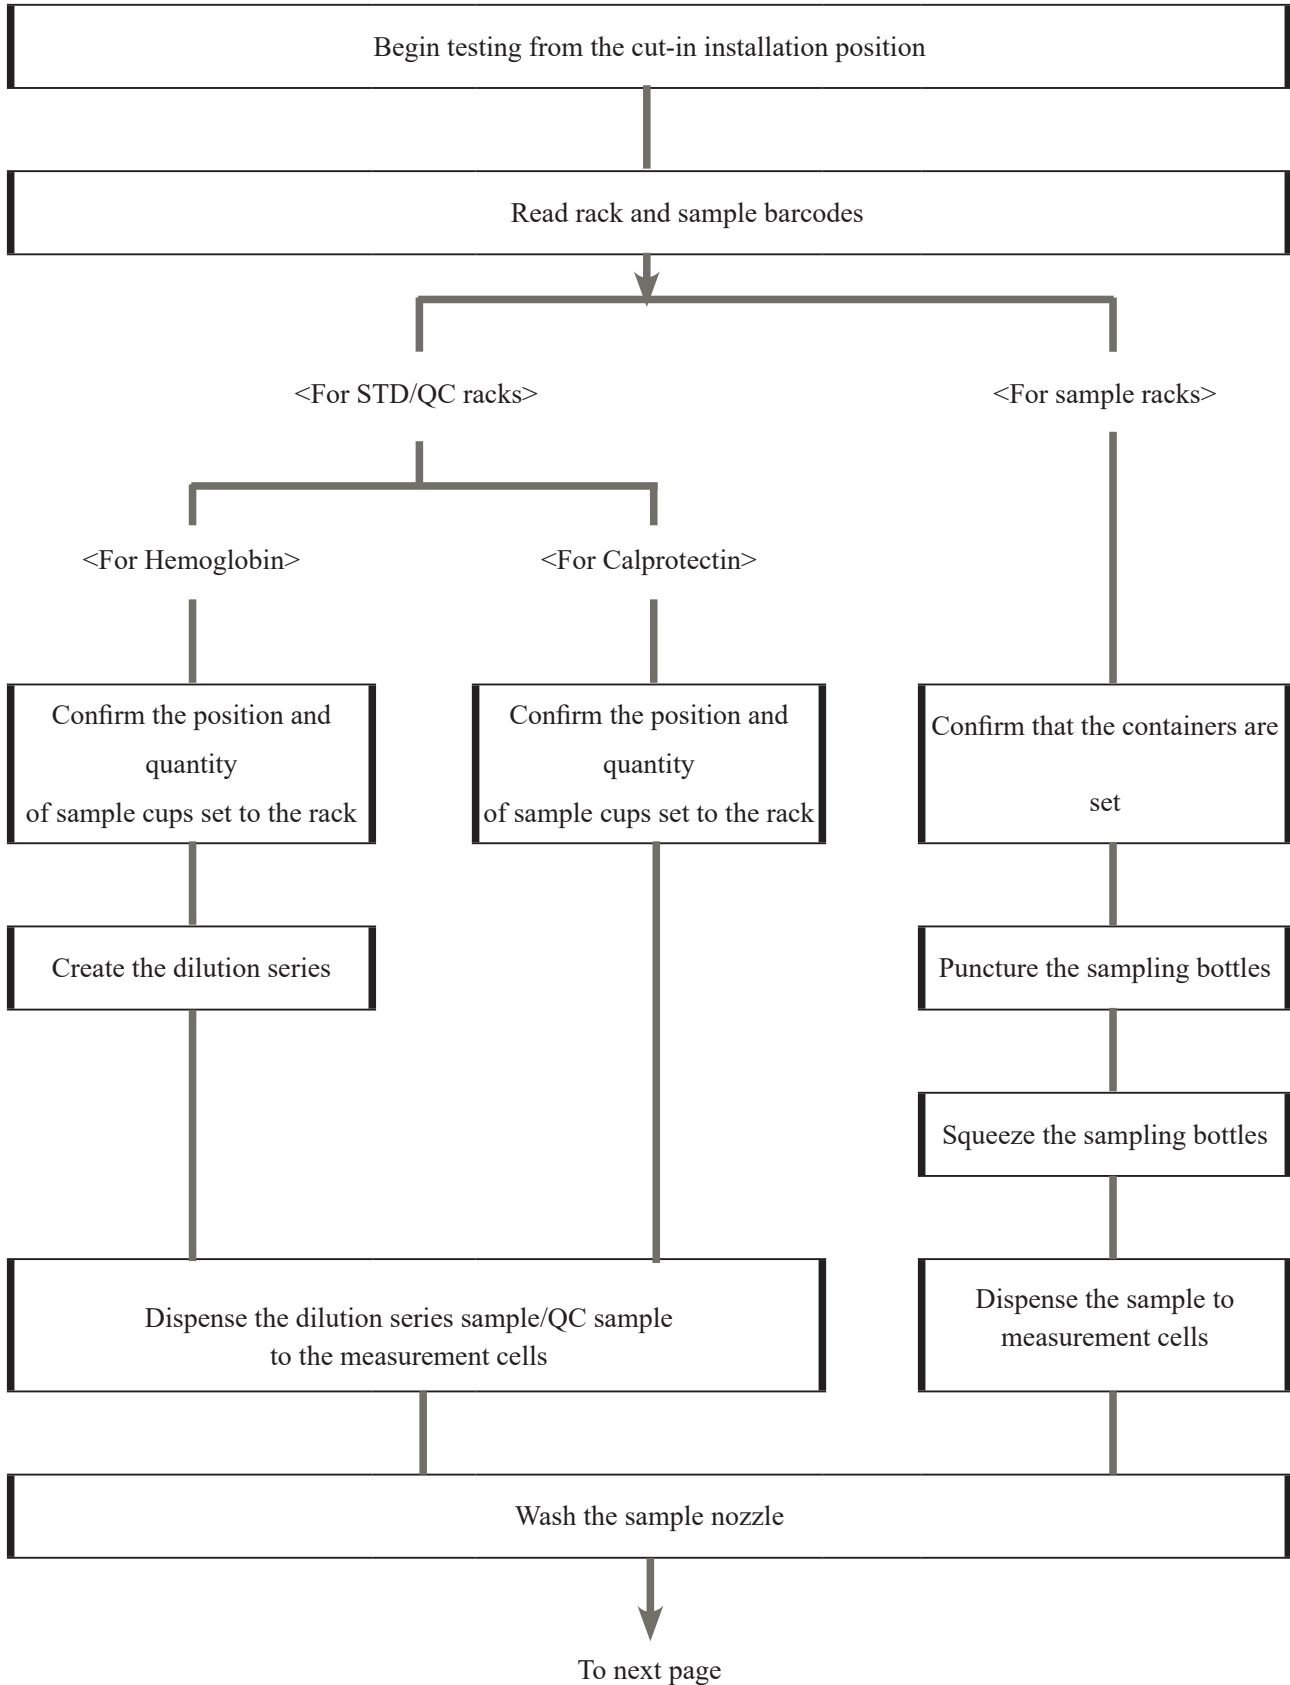 Begin testing from the cut-in installation position
Read rack and sample barcodes
<For STD/QC racks>
<For sample racks>
<For Hemoglobin>
<For Calprotectin>
Confirm the position and
quantity
of sample cups set to the rack
Confirm the position and
quantity
of sample cups set to the rack
Confirm that the containers are
set
Create the dilution series
Puncture the sampling bottles
Squeeze the sampling bottles
Dispense the dilution series sample/QC sample
to the measurement cells
Dispense the sample to
measurement cells
Wash the sample nozzle
To next page